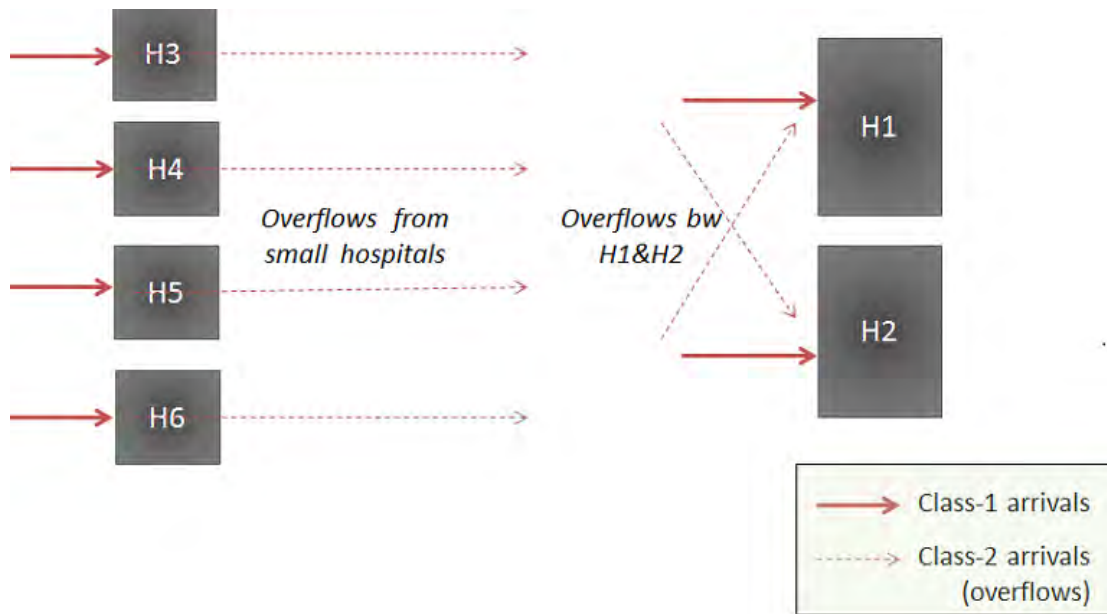 H3
H4
H5
H6
Overflows from
small hospitals
Overflows bw
H1&H2
H1
H2
.
Class-1 arrivals
Class-2 arrivals
(overflows)